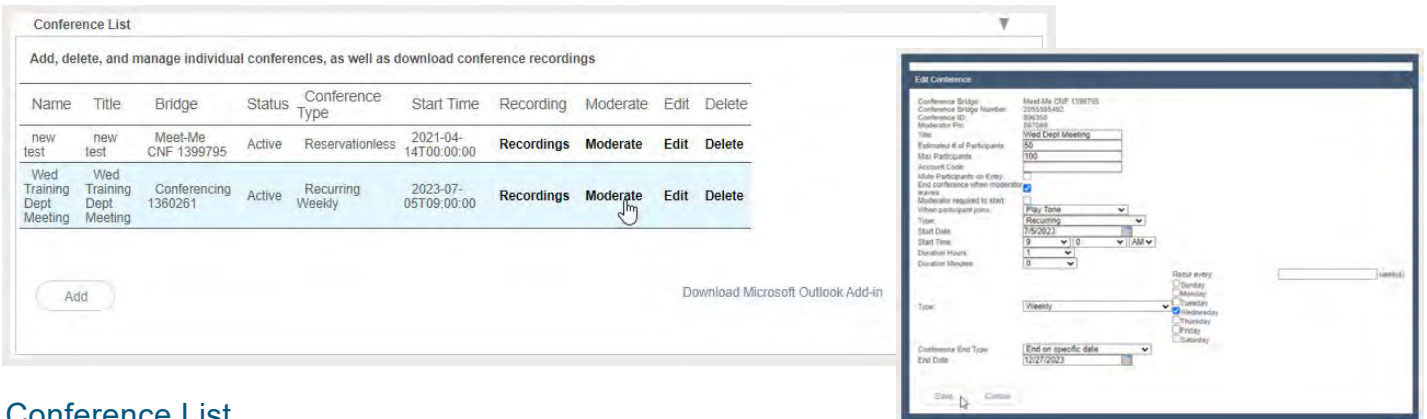 Conference List
Add, delete, and manage individual conferences, as well as download conference recordings
Name Title Bridge Status Conference Type Start Time Recording Moderate Edit Delete
new test new test Meet-Me CNF 1399795 Active Reservationless 2021-04-14T00:00:00 Recordings Moderate Edit Delete
Wed Training Dept Meeting Wed Training Dept Meeting Conferencing 1360261 Active Recurring Weekly 2023-07-05T09:00:00 Recordings Moderate Edit Delete
Add
Download Microsoft Outlook Add-in
Edit Conference
Conference Bridge: Meet-Me CNF 1399795
Conference Bridge Number:
Conference ID:
Moderator Pin:
Title: Wed Dept Meeting
Estimated # of Participants: 50
Max Participants: 100
Account Code:
Mute Participants on Entry:
End conference when moderator leaves:
Moderator required to start:
When participant joins: Play Tone
Type: Recurring
Start Date: 7/5/2023
Start Time: 9 0 AM
Duration Hours: 1
Duration Minutes: 0
Recur every week(s)
Sunday
Monday
Tuesday
Type: Weekly
Wednesday
Thursday
Friday
Saturday
Conference End Type: End on specific date
End Date: 12/27/2023
Save Cancel
Conference List